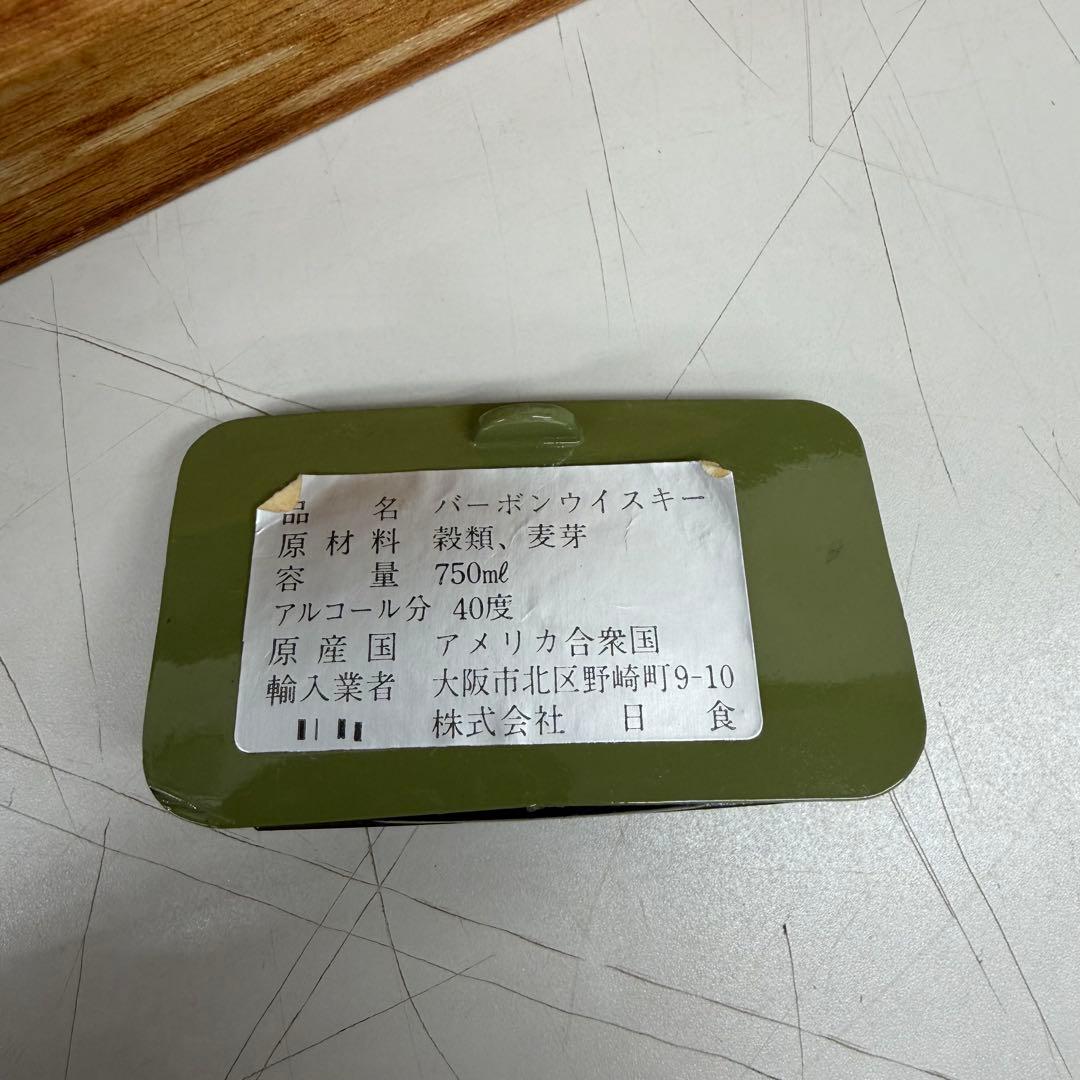 品名 バーボンウイスキー
原材料 穀類、麦芽
容量 750mℓ
アルコール分 40度
原産国 アメリカ合衆国
輸入業者 大阪市北区野崎町9-10
株式会社 日食